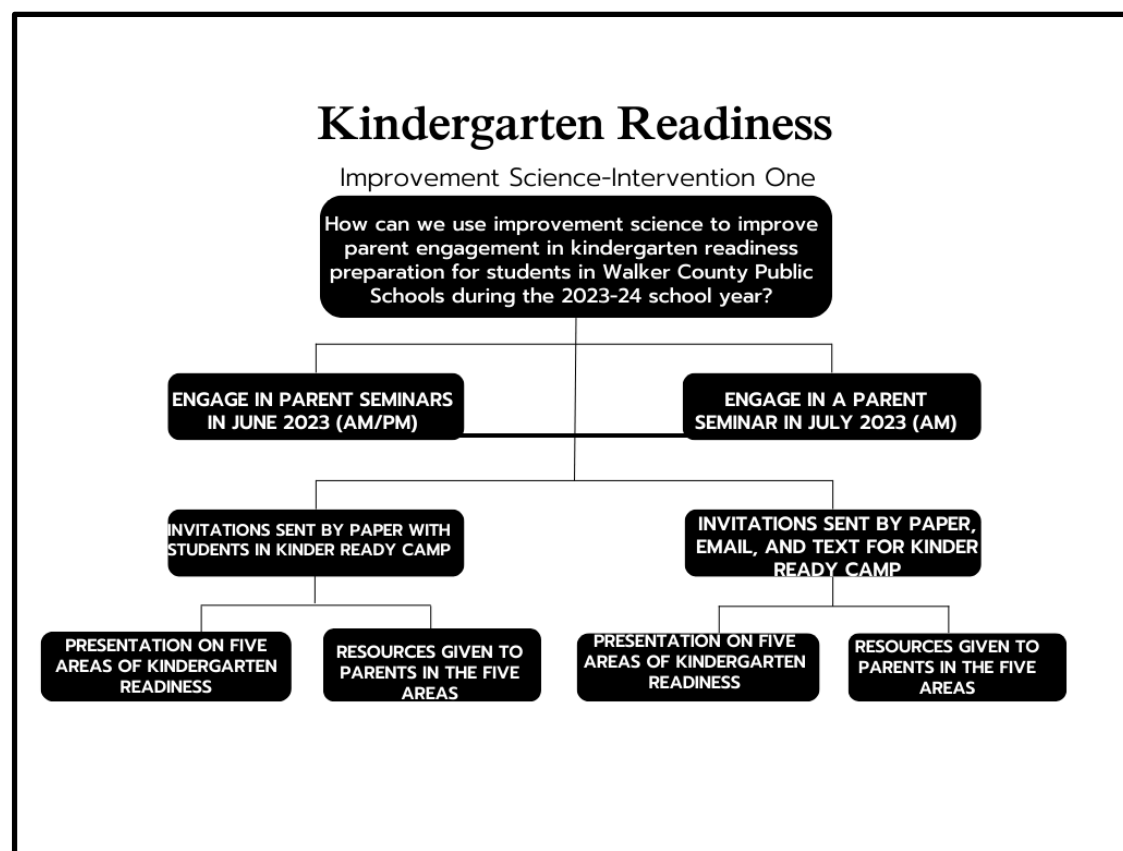 Kindergarten Readiness
Improvement Science-Intervention One
How can we use improvement science to improve
parent engagement in kindergarten readiness
preparation for students in Walker County Public
Schools during the 2023-24 school year?
ENGAGE IN PARENT SEMINARS
IN JUNE 2023 (AM/PM)
ENGAGE IN A PARENT
SEMINAR IN JULY 2023 (AM)
INVITATIONS SENT BY PAPER WITH
STUDENTS IN KINDER READY CAMP
INVITATIONS SENT BY PAPER,
EMAIL, AND TEXT FOR KINDER
READY CAMP
PRESENTATION ON FIVE
AREAS OF KINDERGARTEN
READINESS
RESOURCES GIVEN TO
PARENTS IN THE FIVE
AREAS
PRESENTATION ON FIVE
AREAS OF KINDERGARTEN
READINESS
RESOURCES GIVEN TO
PARENTS IN THE FIVE
AREAS